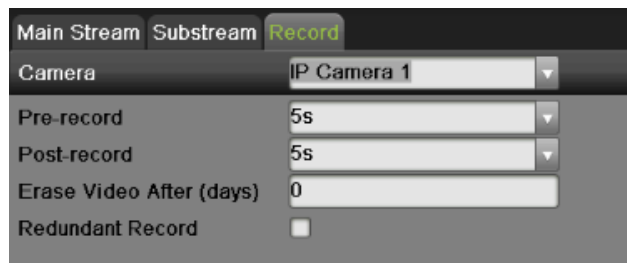 Main Stream Substream Record
Camera IP Camera 1
Pre-record 5s
Post-record 5s
Erase Video After (days) 0
Redundant Record